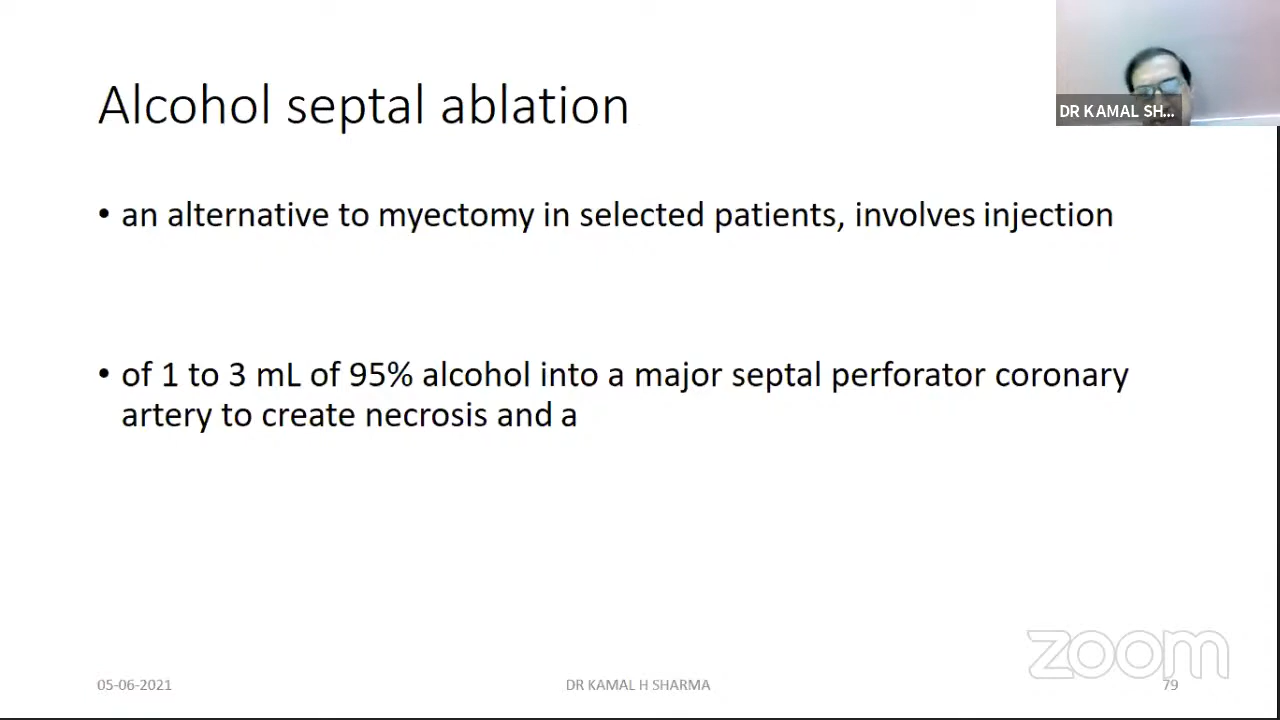 DR KAMAL SH...
Alcohol septal ablation
• an alternative to myectomy in selected patients, involves injection
• of 1 to 3 mL of 95% alcohol into a major septal perforator coronary
artery to create necrosis and a
zoom
05-06-2021
DR KAMAL H SHARMA
79